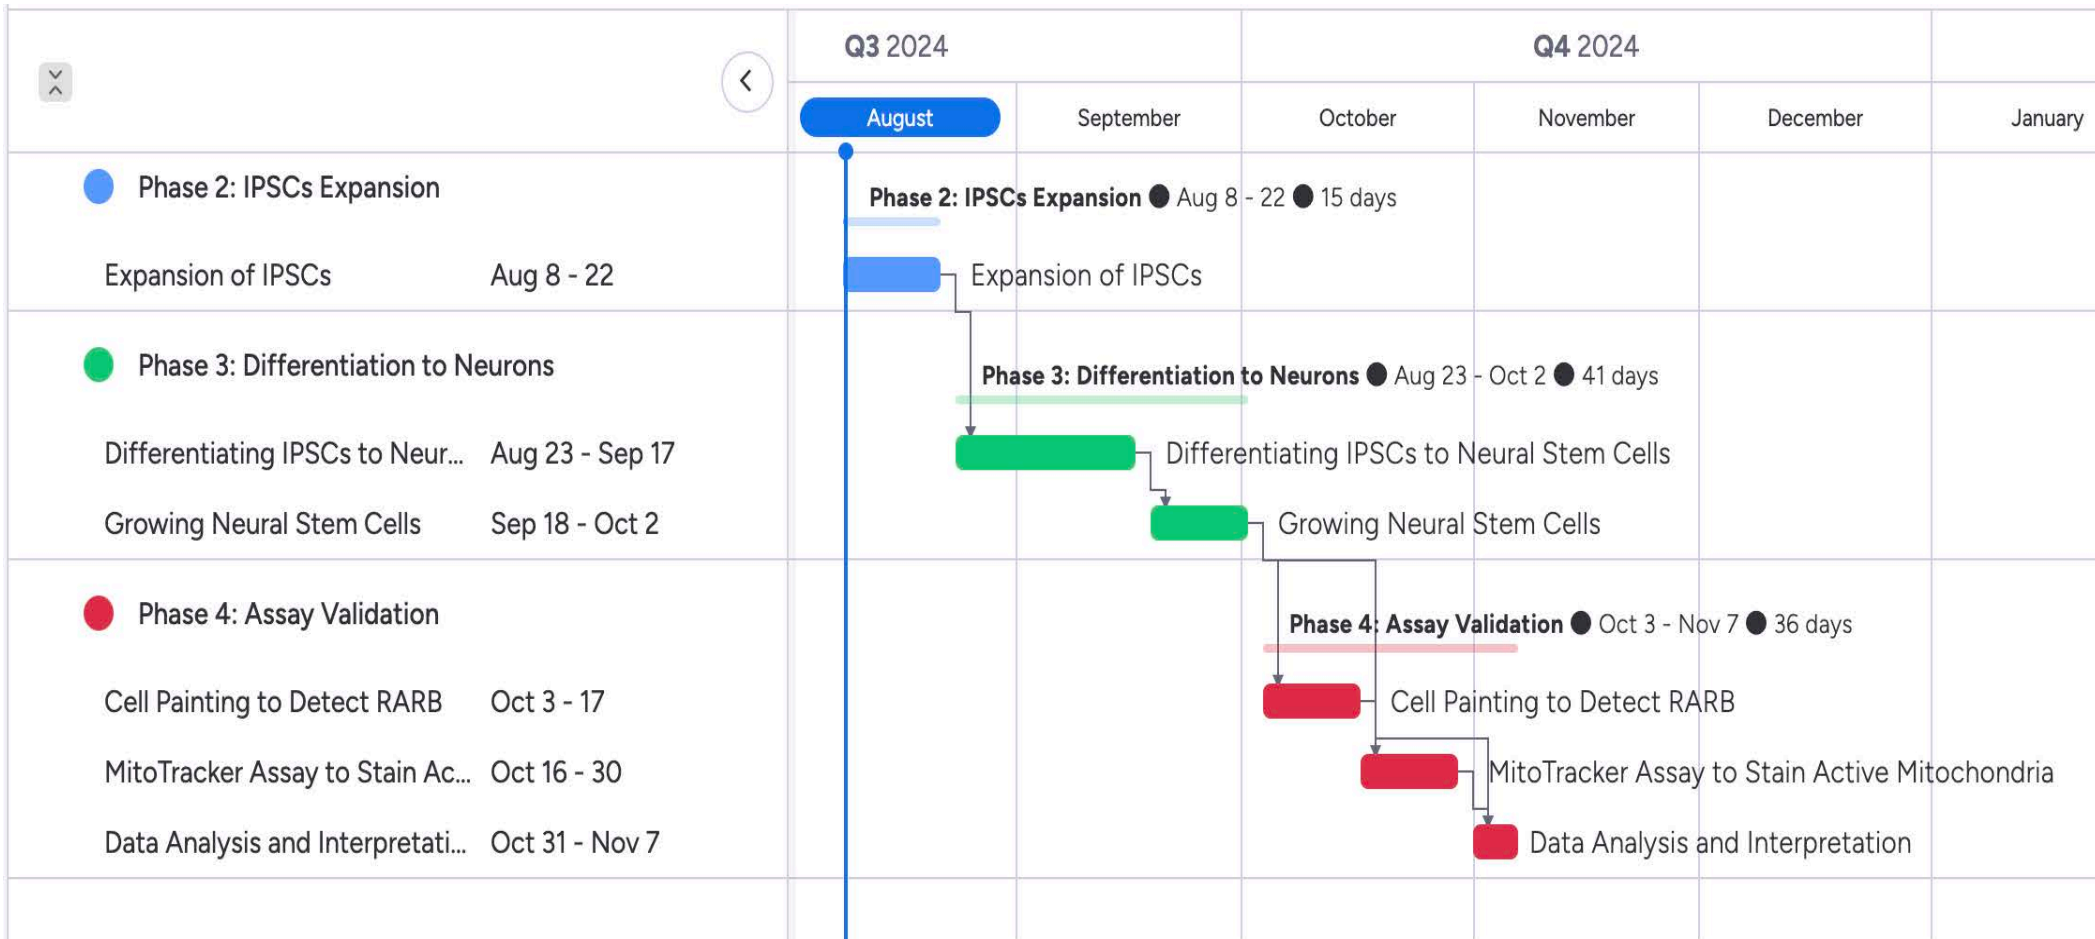 Q3 2024
Q4 2024
August
September
October
November
December
January
Phase 2: IPSCs Expansion
Phase 2: IPSCs Expansion ● Aug 8 - 22 ● 15 days
Expansion of IPSCs Aug 8 - 22
Expansion of IPSCs
Phase 3: Differentiation to Neurons
Phase 3: Differentiation to Neurons ● Aug 23 - Oct 2 ● 41 days
Differentiating IPSCs to Neur... Aug 23 - Sep 17
Differentiating IPSCs to Neural Stem Cells
Growing Neural Stem Cells Sep 18 - Oct 2
Growing Neural Stem Cells
Phase 4: Assay Validation
Phase 4: Assay Validation ● Oct 3 - Nov 7 ● 36 days
Cell Painting to Detect RARB Oct 3 - 17
Cell Painting to Detect RARB
MitoTracker Assay to Stain Ac... Oct 16 - 30
MitoTracker Assay to Stain Active Mitochondria
Data Analysis and Interpretati... Oct 31 - Nov 7
Data Analysis and Interpretation